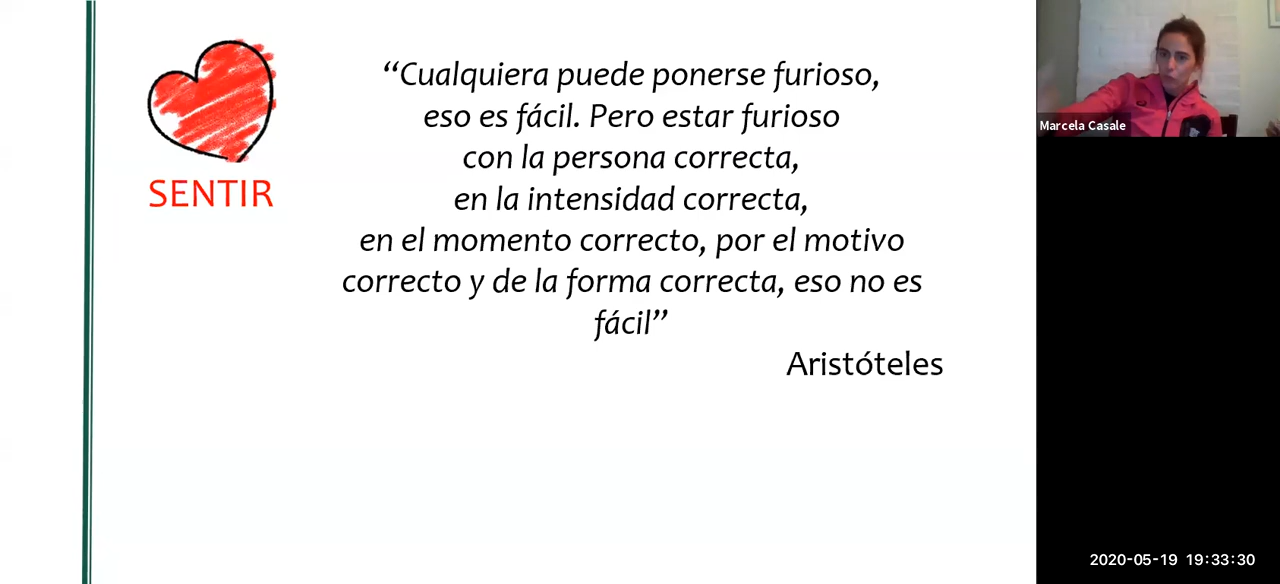 SENTIR
“Cualquiera puede ponerse furioso,
eso es fácil. Pero estar furioso
con la persona correcta,
en la intensidad correcta,
en el momento correcto, por el motivo
correcto y de la forma correcta, eso no es
fácil”
Aristóteles
Marcela Casale
2020-05-19 19:33:30